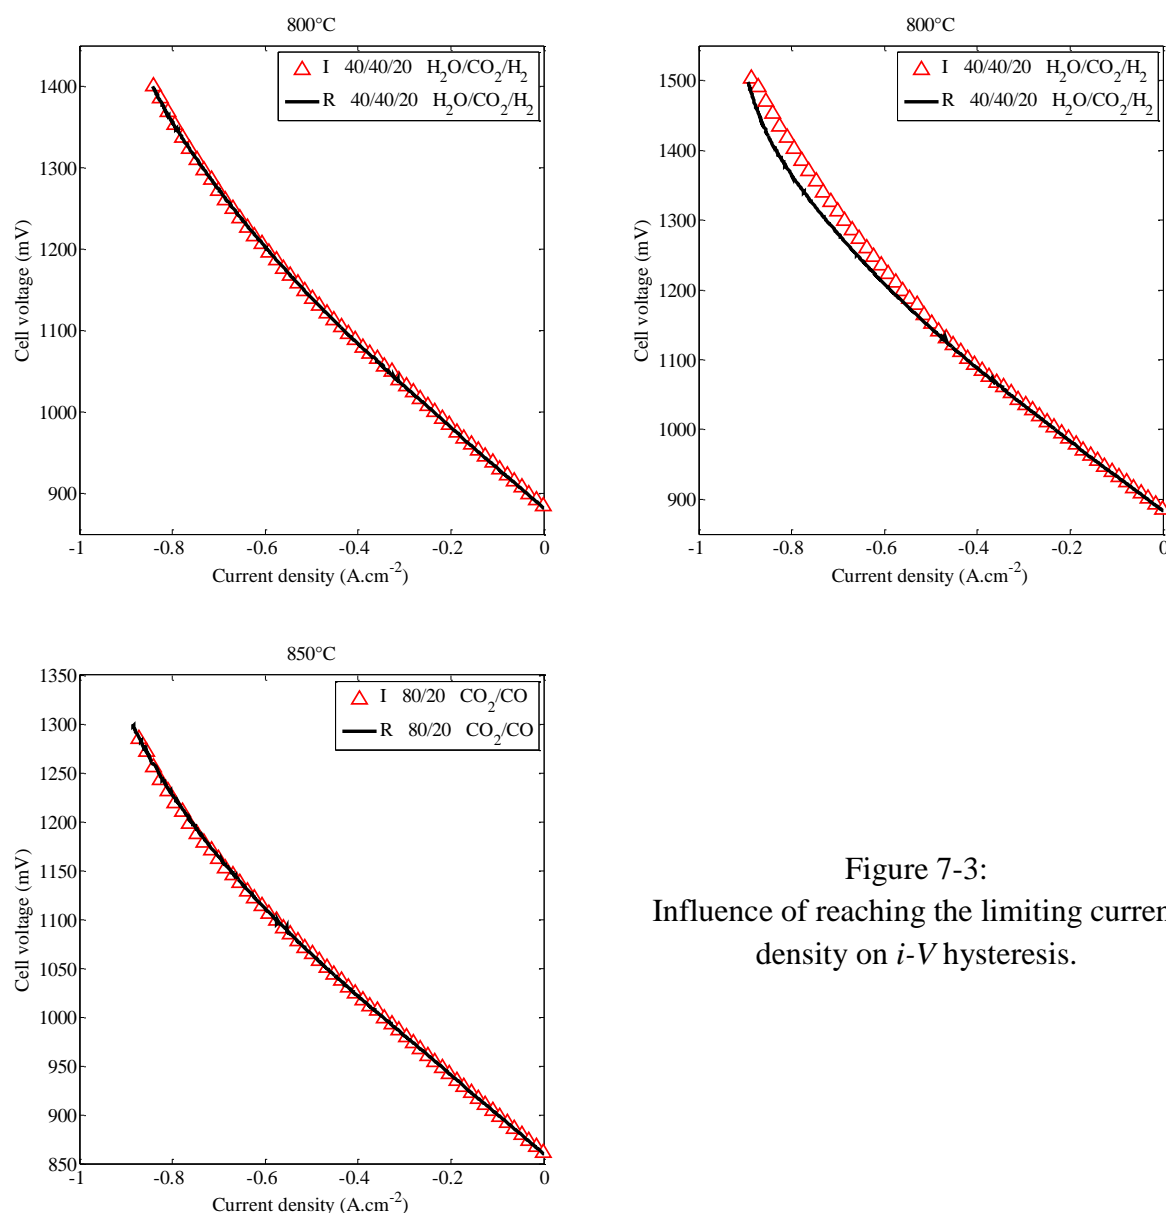 800°C
1400
1300
1200
1100
1000
900
Cell voltage (mV)
I 40/40/20 H₂O/CO₂/H₂
R 40/40/20 H₂O/CO₂/H₂
-1 -0.8 -0.6 -0.4 -0.2 0
Current density (A.cm⁻²)
800°C
1500
1400
1300
1200
1100
1000
900
Cell voltage (mV)
I 40/40/20 H₂O/CO₂/H₂
R 40/40/20 H₂O/CO₂/H₂
-1 -0.8 -0.6 -0.4 -0.2 0
Current density (A.cm⁻²)
850°C
1350
1300
1250
1200
1150
1100
1050
1000
950
900
850
Cell voltage (mV)
I 80/20 CO₂/CO
R 80/20 CO₂/CO
-1 -0.8 -0.6 -0.4 -0.2 0
Current density (A.cm⁻²)
Figure 7-3:
Influence of reaching the limiting curren
density on i-V hysteresis.